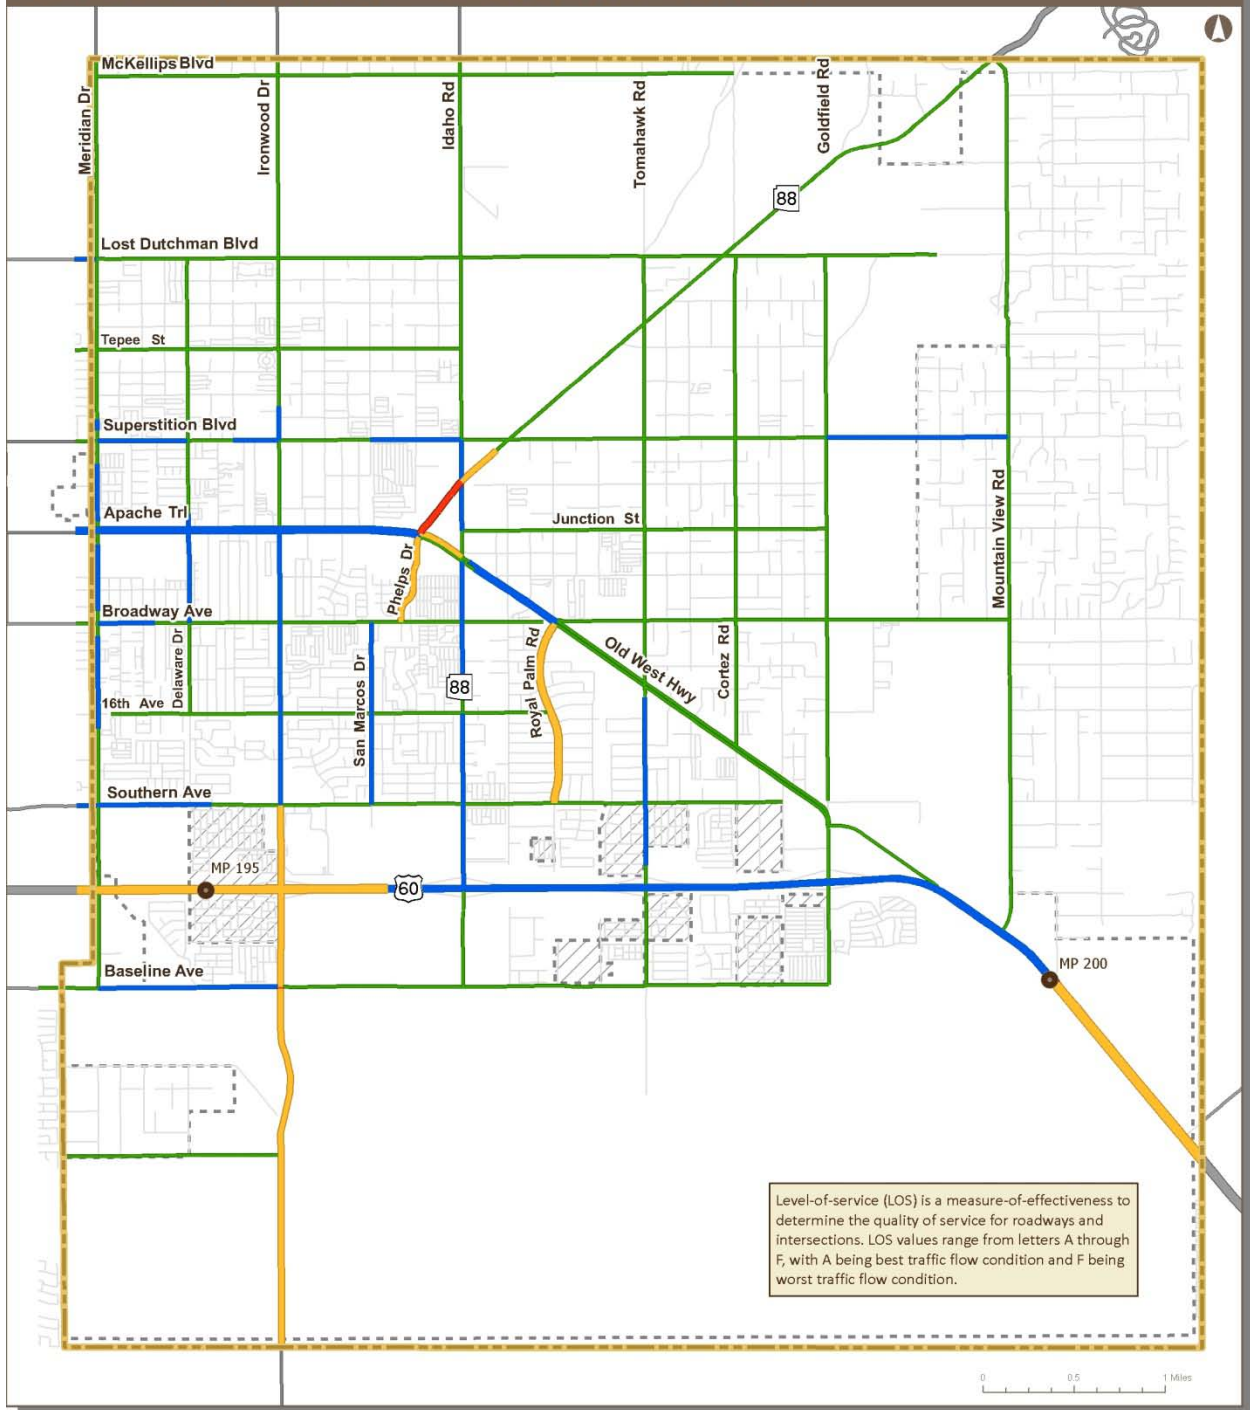 McKellips Blvd
Meridian Dr
Ironwood Dr
Idaho Rd
Tomahawk Rd
Goldfield Rd
88
Lost Dutchman Blvd
Tepee St
Superstition Blvd
Apache Trl
Junction St
Mountain View Rd
Phelps Dr
Broadway Ave
Delaware Dr
San Marcos Dr
88
Royal Palm Rd
Old West Hwy
Cortez Rd
16th Ave
Southern Ave
MP 195
60
Baseline Ave
MP 200
Level-of-service (LOS) is a measure-of-effectiveness to
determine the quality of service for roadways and
intersections. LOS values range from letters A through
F, with A being best traffic flow condition and F being
worst traffic flow condition.
0 0.5 1 Miles